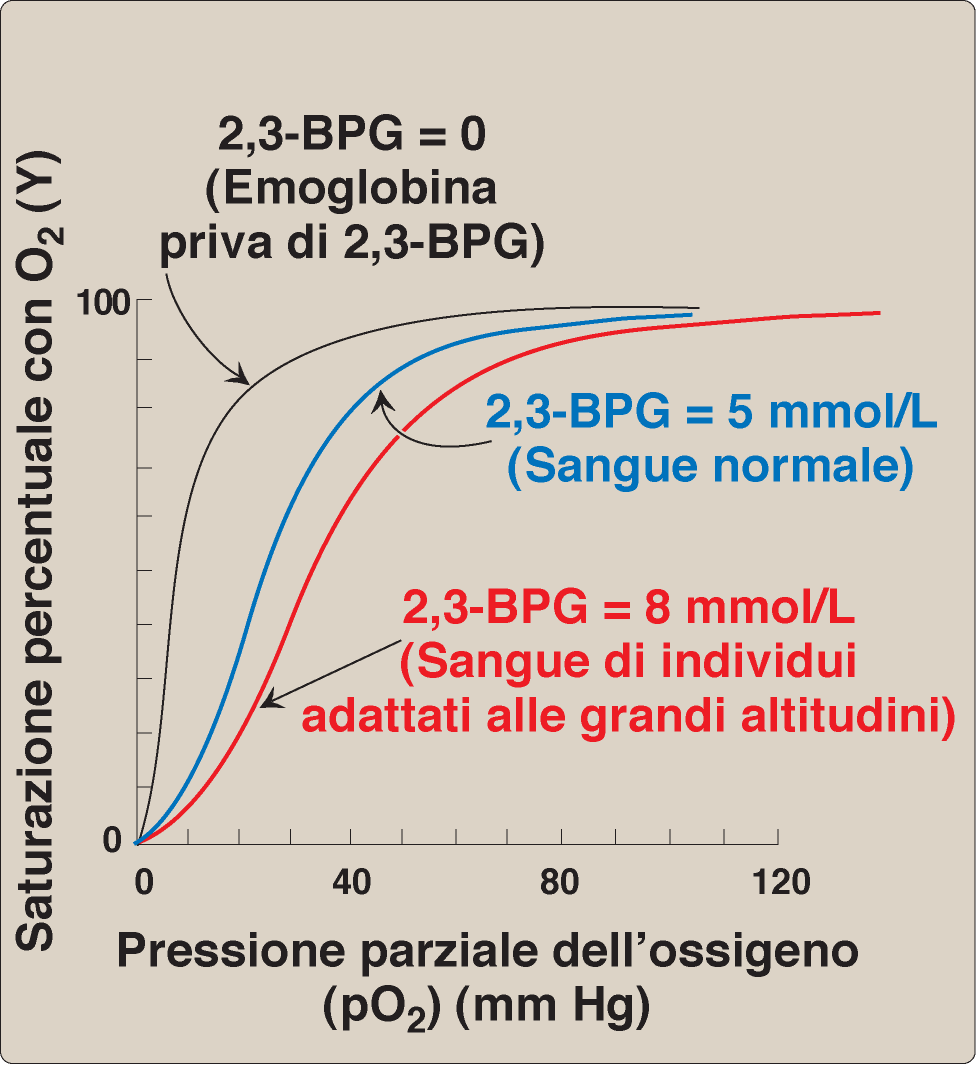 2,3-BPG = 0
(Emoglobina
priva di 2,3-BPG)
Saturazione percentuale con O₂ (Y)
100
2,3-BPG = 5 mmol/L
(Sangue normale)
2,3-BPG = 8 mmol/L
(Sangue di individui
adattati alle grandi altitudini)
0
0 40 80 120
Pressione parziale dell’ossigeno
(pO₂) (mm Hg)